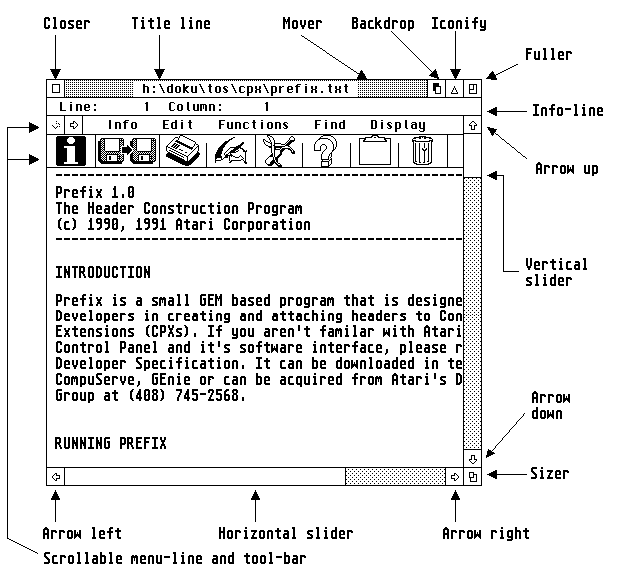 Closer Title line Mover Backdrop Iconify
Fuller
h:\doku\tos\cpx\prefix.txt
Line: 1 Column: 1
Info-line
Info Edit Functions Find Display
Arrow up
Prefix 1.0
The Header Construction Program
(c) 1990, 1991 Atari Corporation
INTRODUCTION
Vertical
slider
Prefix is a small GEM based program that is designe
Developers in creating and attaching headers to Con
Extensions (CPXs). If you aren't familar with Atari
Control Panel and it's software interface, please r
Developer Specification. It can be downloaded in te
CompuServe, GEnie or can be acquired from Atari's D
Group at (408) 745-2568.
Arrow
down
RUNNING PREFIX
Sizer
Arrow left Horizontal slider Arrow right
Scrollable menu-line and tool-bar